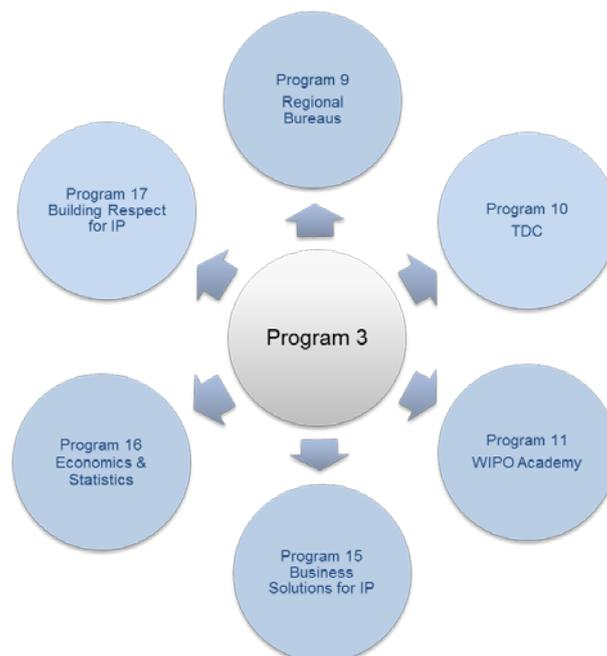 Program 9
Regional
Bureaus
Program 17
Building Respect
for IP
Program 10
TDC
Program 3
Program 16
Economics &
Statistics
Program 11
WIPO Academy
Program 15
Business
Solutions for IP